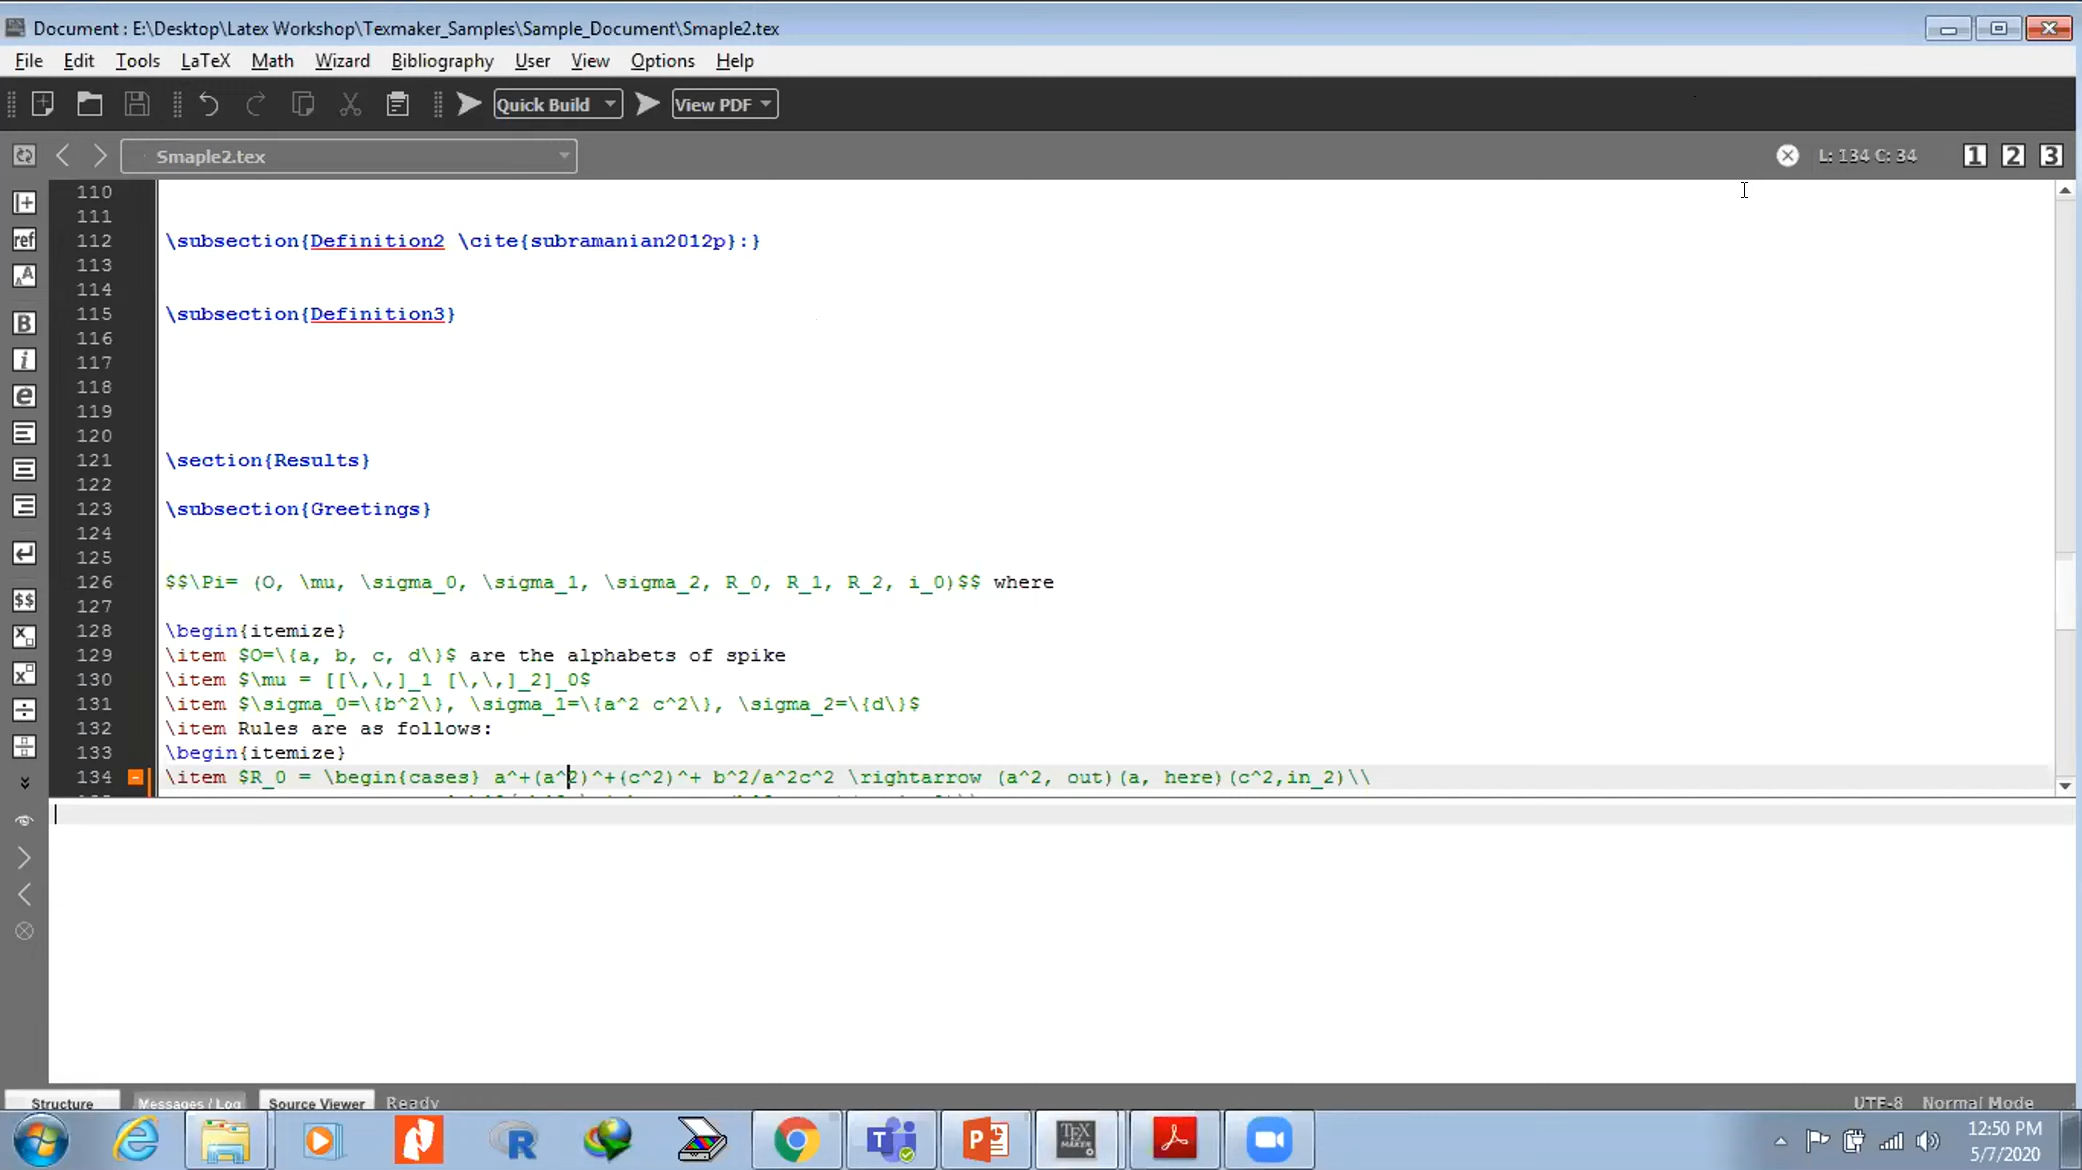 Document : E:\Desktop\Latex Workshop\Texmaker_Samples\Sample_Document\Smaple2.tex
File Edit Tools LaTeX Math Wizard Bibliography User View Options Help
Quick Build View PDF
Smaple2.tex L: 134 C: 34 1 2 3
110
111
112 \subsection{Definition2 \cite{subramanian2012p}:}
113
114
115 \subsection{Definition3}
116
117
118
119
120
121 \section{Results}
122
123 \subsection{Greetings}
124
125
126 $$\Pi= (O, \mu, \sigma_0, \sigma_1, \sigma_2, R_0, R_1, R_2, i_0)$$ where
127
128 \begin{itemize}
129 \item $O=\{a, b, c, d\}$ are the alphabets of spike
130 \item $\mu = [[\,\,]_1 [\,\,]_2]_0$
131 \item $\sigma_0=\{b^2\}, \sigma_1=\{a^2 c^2\}, \sigma_2=\{d\}$
132 \item Rules are as follows:
133 \begin{itemize}
134 \item $R_0 = \begin{cases} a^+(a^2)^+(c^2)^+ b^2/a^2c^2 \rightarrow (a^2, out)(a, here)(c^2,in_2)\\
Structure Messages / Log Source Viewer Ready UTF-8 Normal Mode
12:50 PM
5/7/2020